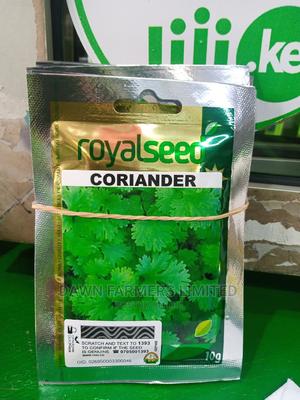 jiji.ke
royalseed
CORIANDER
DAWN FARMERS LIMITED
SCRATCH AND TEXT TO 1393
TO CONFIRM IF THE SEED
IS GENUINE ☎ 0705001393
10g